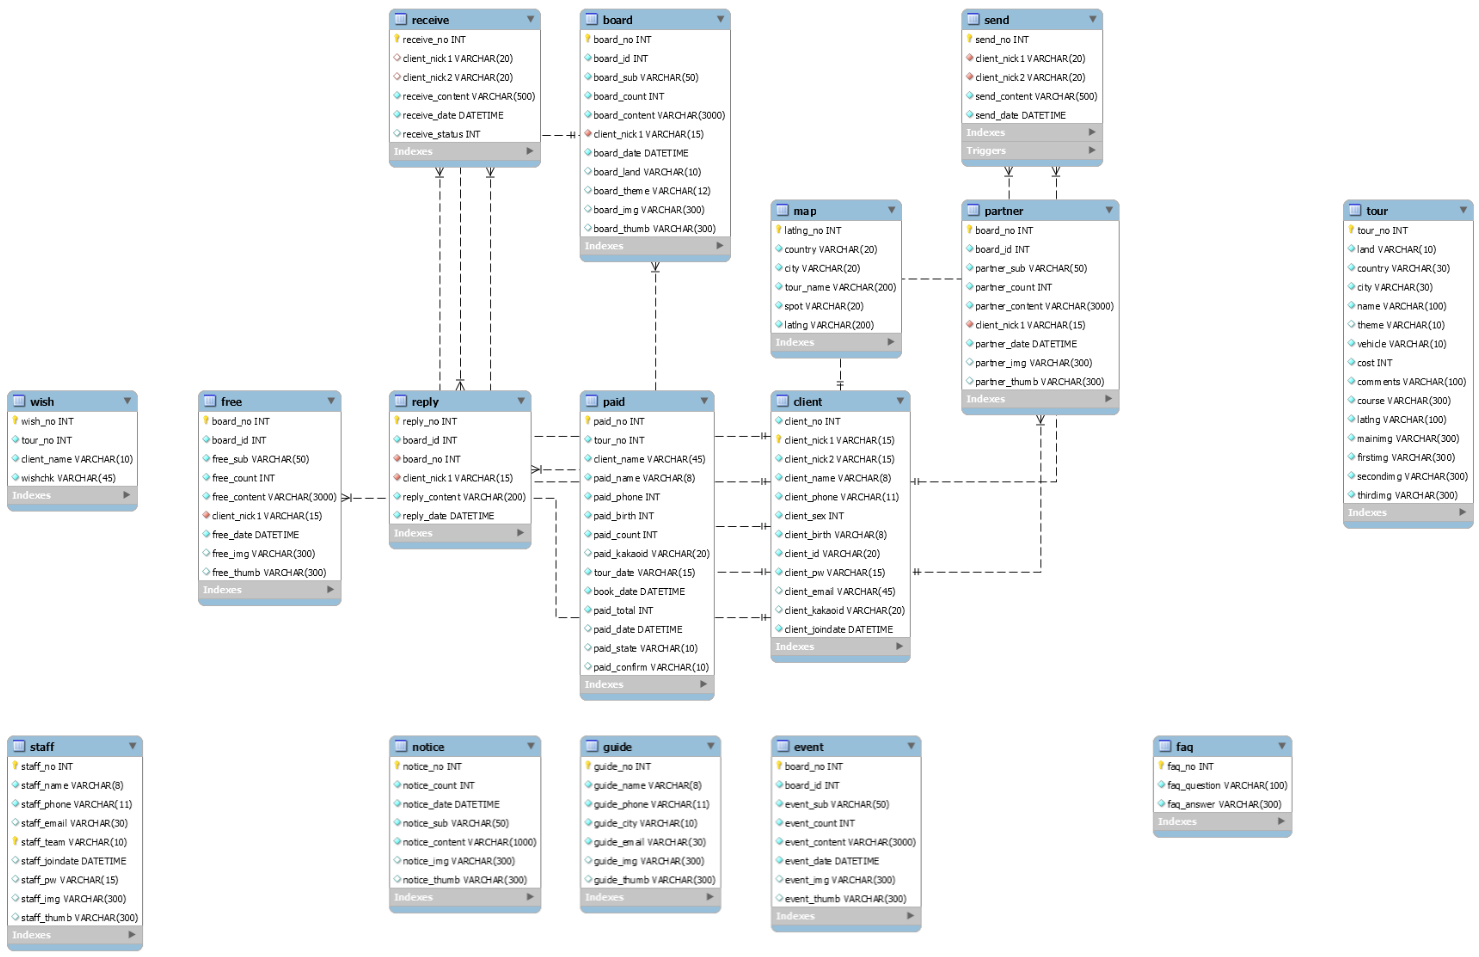 receive
receive_no INT
client_nick1 VARCHAR(20)
client_nick2 VARCHAR(20)
receive_content VARCHAR(500)
receive_date DATETIME
receive_status INT
Indexes
board
board_no INT
board_id INT
board_sub VARCHAR(50)
board_count INT
board_content VARCHAR(3000)
client_nick1 VARCHAR(15)
board_date DATETIME
board_land VARCHAR(10)
board_theme VARCHAR(12)
board_img VARCHAR(300)
board_thumb VARCHAR(300)
Indexes
send
send_no INT
client_nick1 VARCHAR(20)
client_nick2 VARCHAR(20)
send_content VARCHAR(500)
send_date DATETIME
Indexes
Triggers
map
latlng_no INT
country VARCHAR(20)
city VARCHAR(20)
tour_name VARCHAR(200)
spot VARCHAR(20)
latlng VARCHAR(200)
Indexes
partner
board_no INT
board_id INT
partner_sub VARCHAR(50)
partner_count INT
partner_content VARCHAR(3000)
client_nick1 VARCHAR(15)
partner_date DATETIME
partner_img VARCHAR(300)
partner_thumb VARCHAR(300)
Indexes
tour
tour_no INT
land VARCHAR(10)
country VARCHAR(30)
city VARCHAR(30)
name VARCHAR(100)
theme VARCHAR(10)
vehicle VARCHAR(10)
cost INT
comments VARCHAR(100)
course VARCHAR(300)
latlng VARCHAR(100)
mainimg VARCHAR(300)
firstimg VARCHAR(300)
secondimg VARCHAR(300)
thirdimg VARCHAR(300)
Indexes
wish
wish_no INT
tour_no INT
client_name VARCHAR(10)
wishchk VARCHAR(45)
Indexes
free
board_no INT
board_id INT
free_sub VARCHAR(50)
free_count INT
free_content VARCHAR(3000)
client_nick1 VARCHAR(15)
free_date DATETIME
free_img VARCHAR(300)
free_thumb VARCHAR(300)
Indexes
reply
reply_no INT
board_id INT
board_no INT
client_nick1 VARCHAR(15)
reply_content VARCHAR(200)
reply_date DATETIME
Indexes
paid
paid_no INT
tour_no INT
client_name VARCHAR(45)
paid_name VARCHAR(8)
paid_phone INT
paid_birth INT
paid_count INT
paid_kakaoid VARCHAR(20)
tour_date VARCHAR(15)
book_date DATETIME
paid_total INT
paid_date DATETIME
paid_state VARCHAR(10)
paid_confirm VARCHAR(10)
Indexes
client
client_no INT
client_nick1 VARCHAR(15)
client_nick2 VARCHAR(15)
client_name VARCHAR(8)
client_phone VARCHAR(11)
client_sex INT
client_birth VARCHAR(8)
client_id VARCHAR(20)
client_pw VARCHAR(15)
client_email VARCHAR(45)
client_kakaoid VARCHAR(20)
client_joindate DATETIME
Indexes
staff
staff_no INT
staff_name VARCHAR(8)
staff_phone VARCHAR(11)
staff_email VARCHAR(30)
staff_team VARCHAR(10)
staff_joindate DATETIME
staff_pw VARCHAR(15)
staff_img VARCHAR(300)
staff_thumb VARCHAR(300)
Indexes
notice
notice_no INT
notice_count INT
notice_date DATETIME
notice_sub VARCHAR(50)
notice_content VARCHAR(1000)
notice_img VARCHAR(300)
notice_thumb VARCHAR(300)
Indexes
guide
guide_no INT
guide_name VARCHAR(8)
guide_phone VARCHAR(11)
guide_city VARCHAR(10)
guide_email VARCHAR(30)
guide_img VARCHAR(300)
guide_thumb VARCHAR(300)
Indexes
event
board_no INT
board_id INT
event_sub VARCHAR(50)
event_count INT
event_content VARCHAR(3000)
event_date DATETIME
event_img VARCHAR(300)
event_thumb VARCHAR(300)
Indexes
faq
faq_no INT
faq_question VARCHAR(100)
faq_answer VARCHAR(300)
Indexes